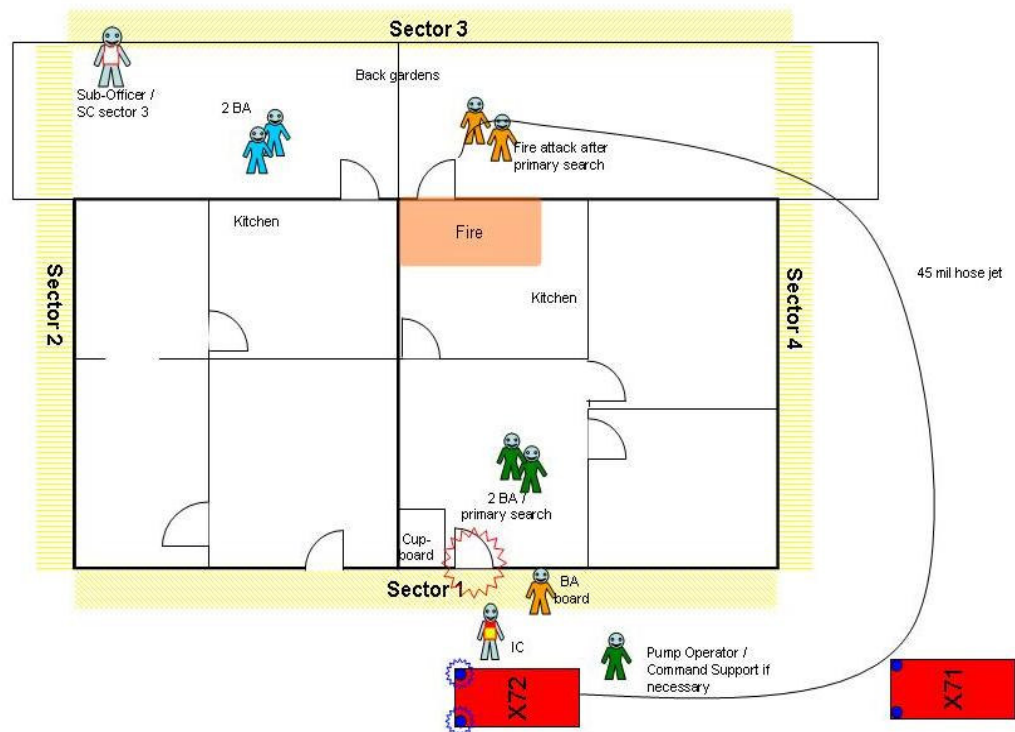 Sector 3
Back gardens
Sub-Officer /
SC sector 3
2 BA
Fire attack after
primary search
Kitchen
Fire
Kitchen
45 mil hose jet
Sector 2
Sector 4
2 BA /
primary search
Cup-
board
Sector 1
BA
board
IC
Pump Operator /
Command Support if
necessary
X72
X71